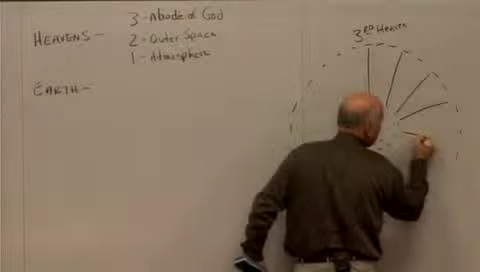 3 - Abode of God
HEAVENS - 2 - Outer Space
1 - Atmosphere
EARTH -
3RD Heaven